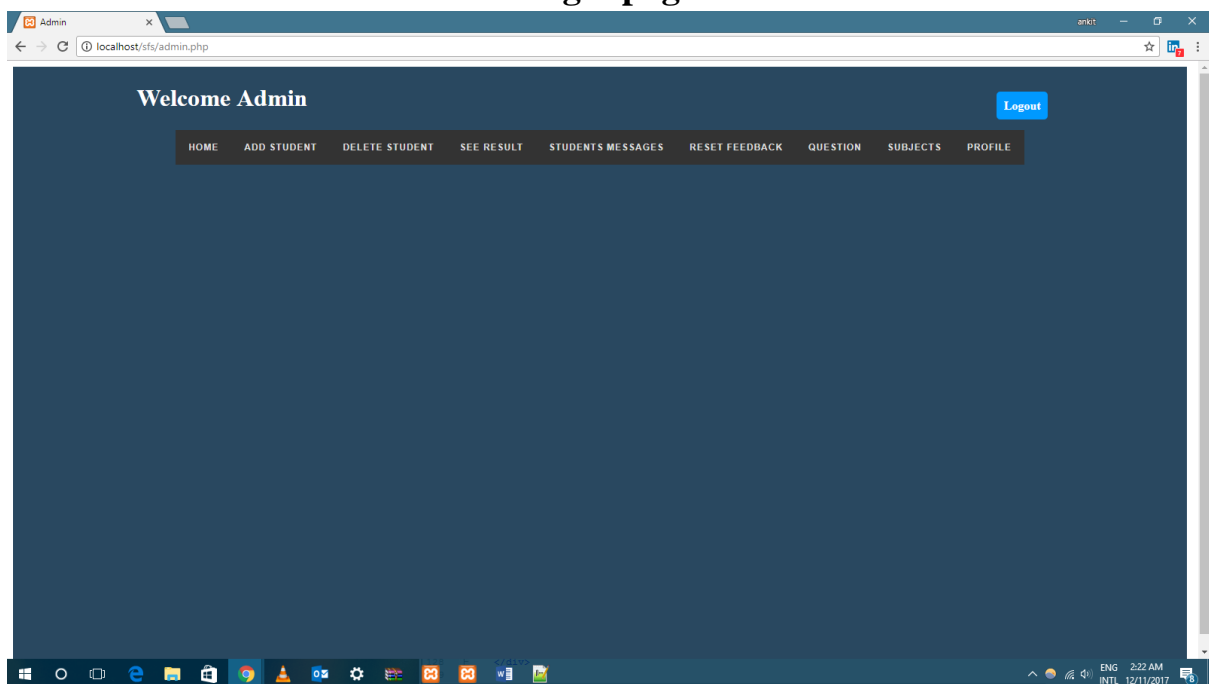 Admin
ankit
localhost/sfs/admin.php
Welcome Admin
Logout
HOME ADD STUDENT DELETE STUDENT SEE RESULT STUDENTS MESSAGES RESET FEEDBACK QUESTION SUBJECTS PROFILE
</div>
ENG 2:22 AM
INTL 12/11/2017